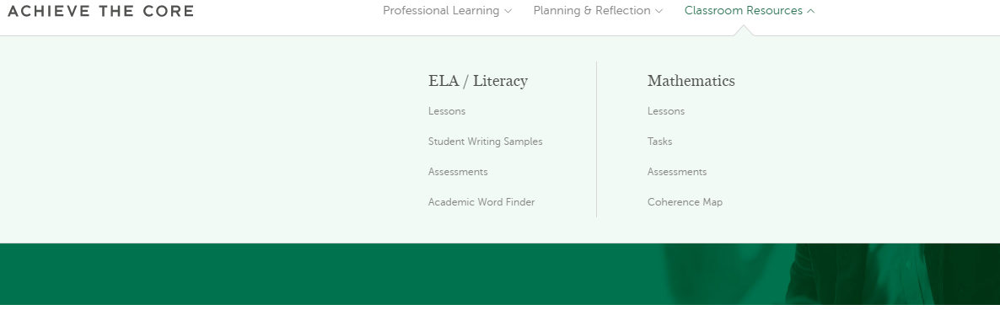 ACHIEVE THE CORE
Professional Learning
Planning & Reflection
Classroom Resources
ELA / Literacy
Lessons
Student Writing Samples
Assessments
Academic Word Finder
Mathematics
Lessons
Tasks
Assessments
Coherence Map